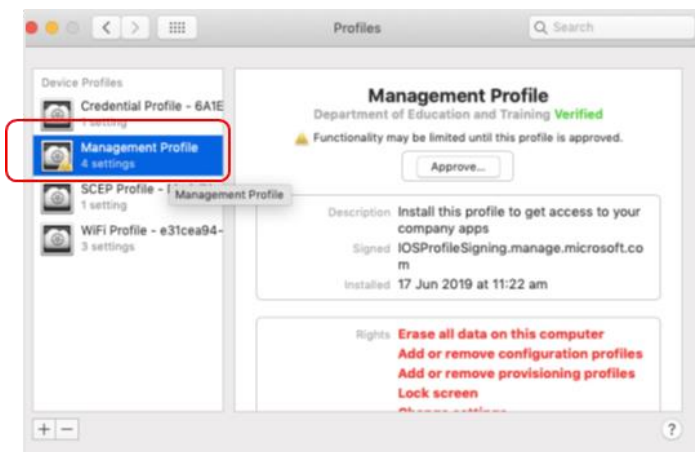 Profiles
Search
Device Profiles
Credential Profile - 6A1E
1 setting
Management Profile
4 settings
SCEP Profile -
1 setting
Management Profile
WiFi Profile - e31cea94-
3 settings
Management Profile
Department of Education and Training Verified
Functionality may be limited until this profile is approved.
Approve...
Description Install this profile to get access to your
company apps
Signed IOSProfileSigning.manage.microsoft.co
m
Installed 17 Jun 2019 at 11:22 am
Rights Erase all data on this computer
Add or remove configuration profiles
Add or remove provisioning profiles
Lock screen
Change settings
+ −
?